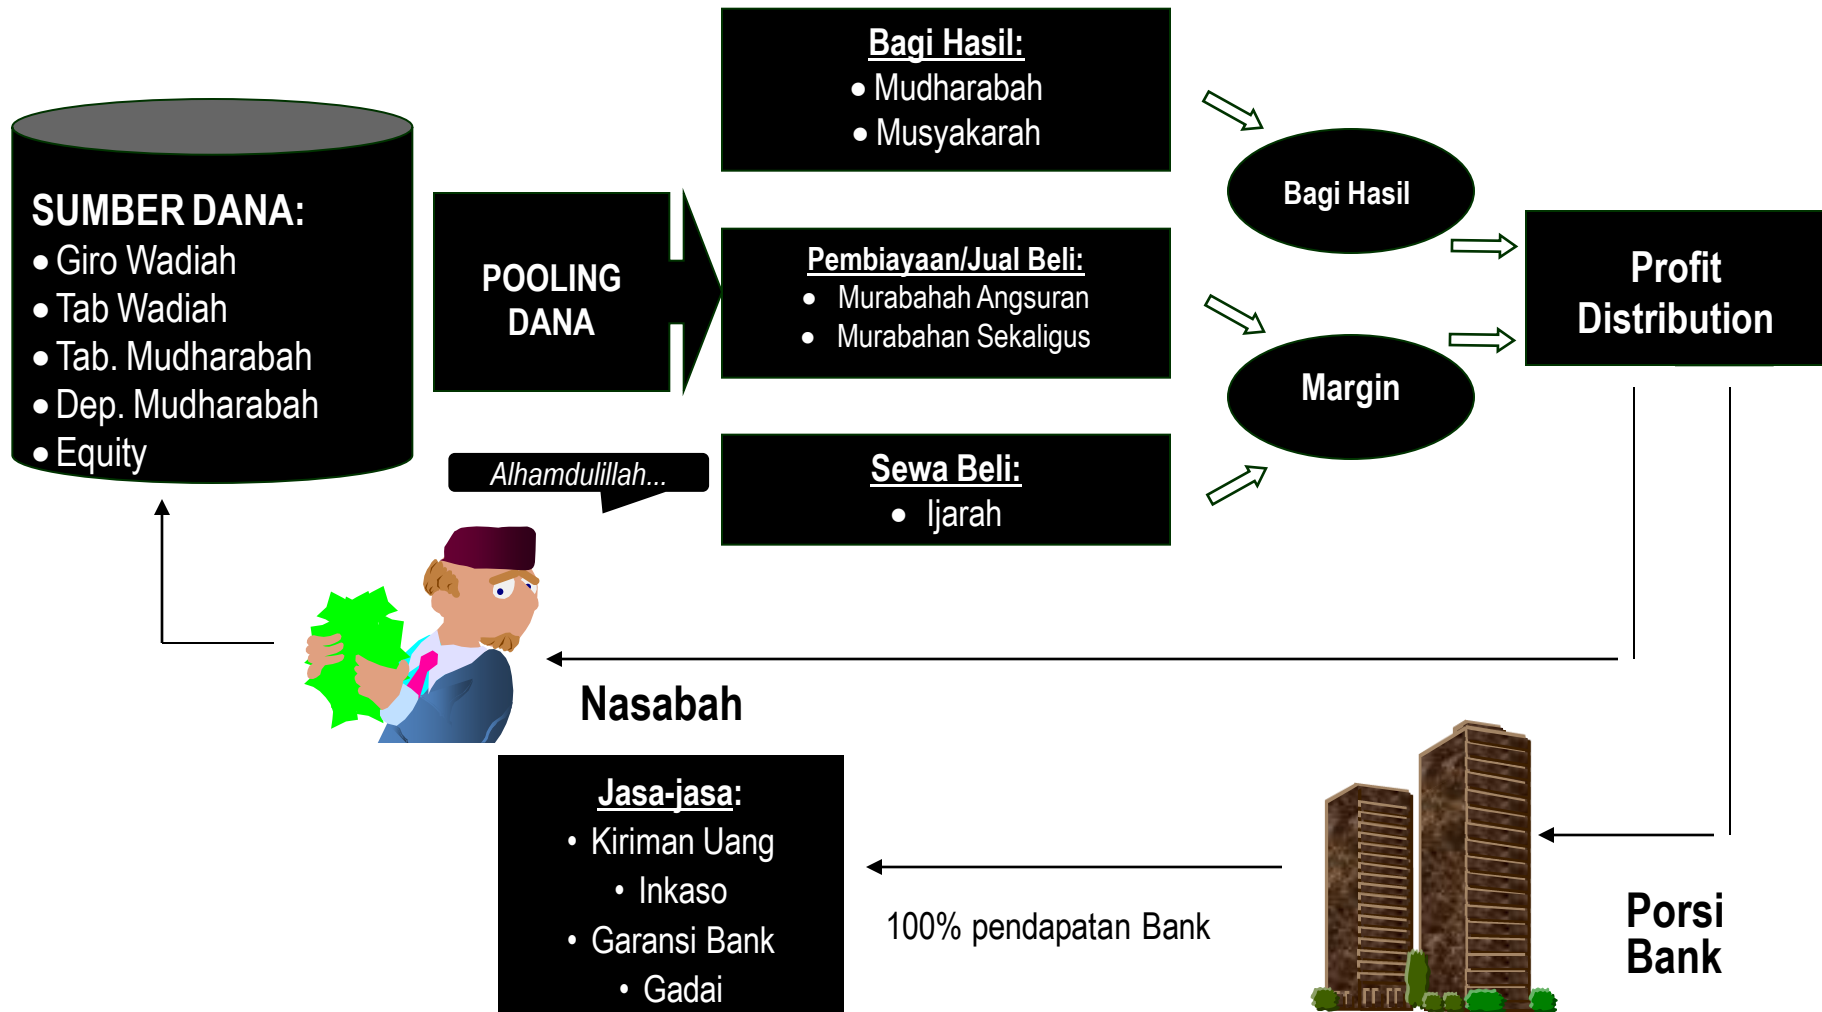 SUMBER DANA:
• Giro Wadiah
• Tab Wadiah
• Tab. Mudharabah
• Dep. Mudharabah
• Equity
POOLING
DANA
Bagi Hasil:
• Mudharabah
• Musyakarah
Pembiayaan/Jual Beli:
• Murabahah Angsuran
• Murabahan Sekaligus
Sewa Beli:
• Ijarah
Bagi Hasil
Margin
Profit
Distribution
Alhamdulillah...
Nasabah
Jasa-jasa:
• Kiriman Uang
• Inkaso
• Garansi Bank
• Gadai
100% pendapatan Bank
Porsi
Bank